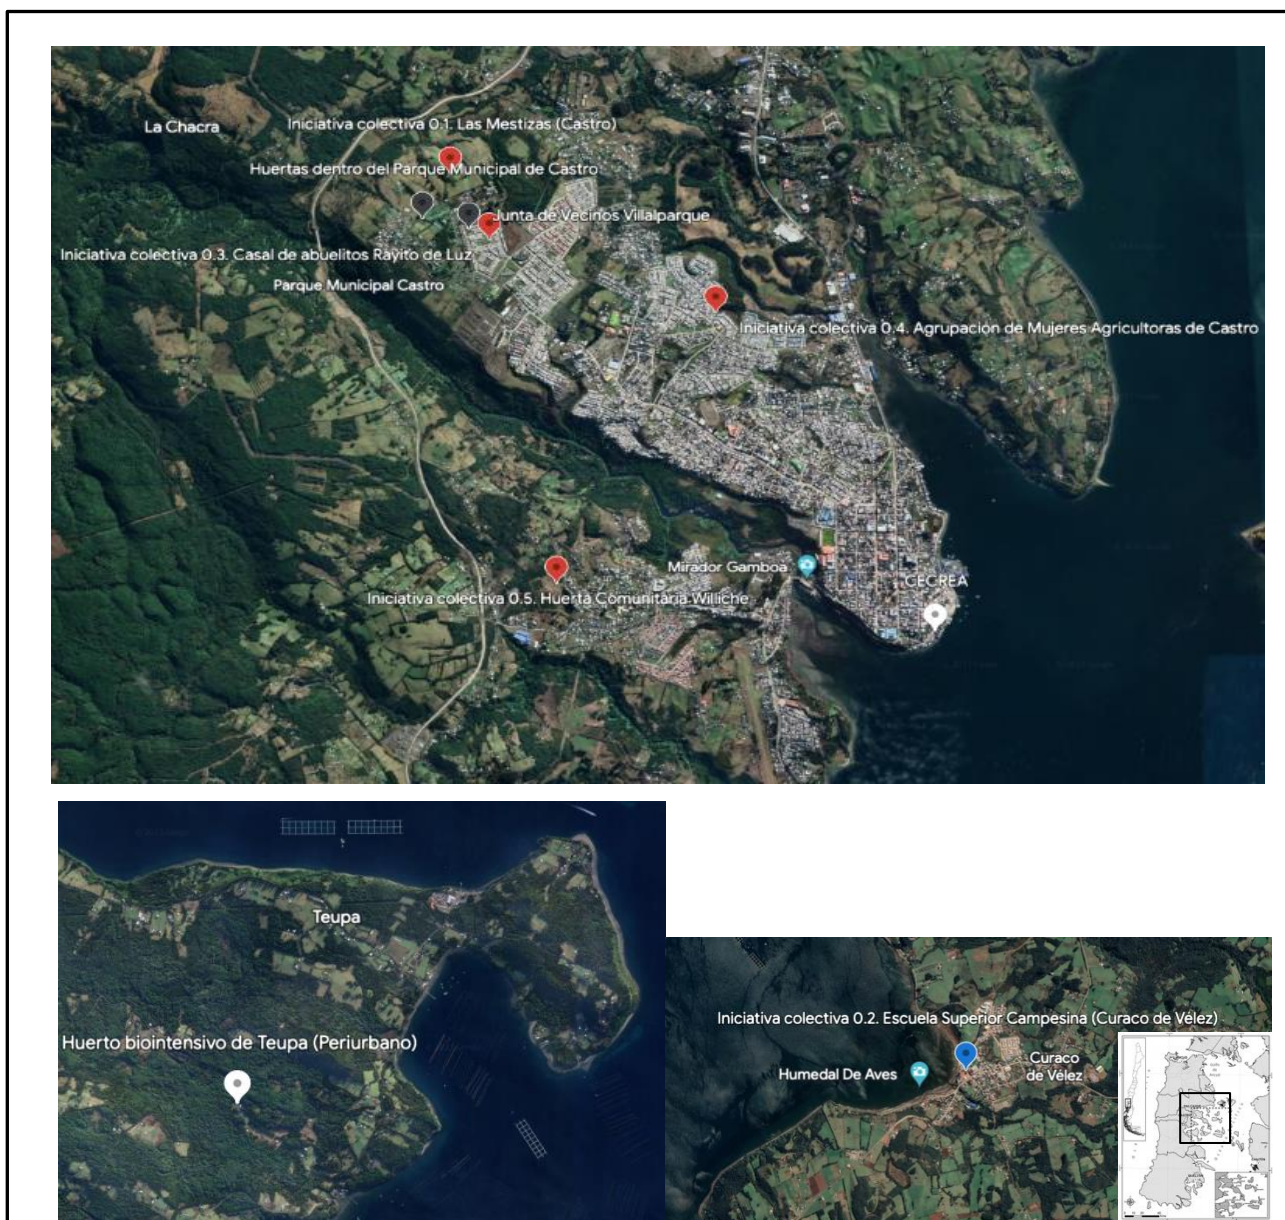 La Chacra
Iniciativa colectiva 0.1. Las Mestizas (Castro)
Huertas dentro del Parque Municipal de Castro
Junta de Vecinos Villalparque
Iniciativa colectiva 0.3. Casal de abuelitos Rayito de Luz
Parque Municipal Castro
Iniciativa colectiva 0.4. Agrupación de Mujeres Agricultoras de Castro
Mirador Gamboa
CECREA
Iniciativa colectiva 0.5. Huerta Comunitaria Williche
Teupa
Huerto biointensivo de Teupa (Periurbano)
Iniciativa colectiva 0.2. Escuela Superior Campesina (Curaco de Vélez)
Humedal De Aves
Curaco
de Vélez